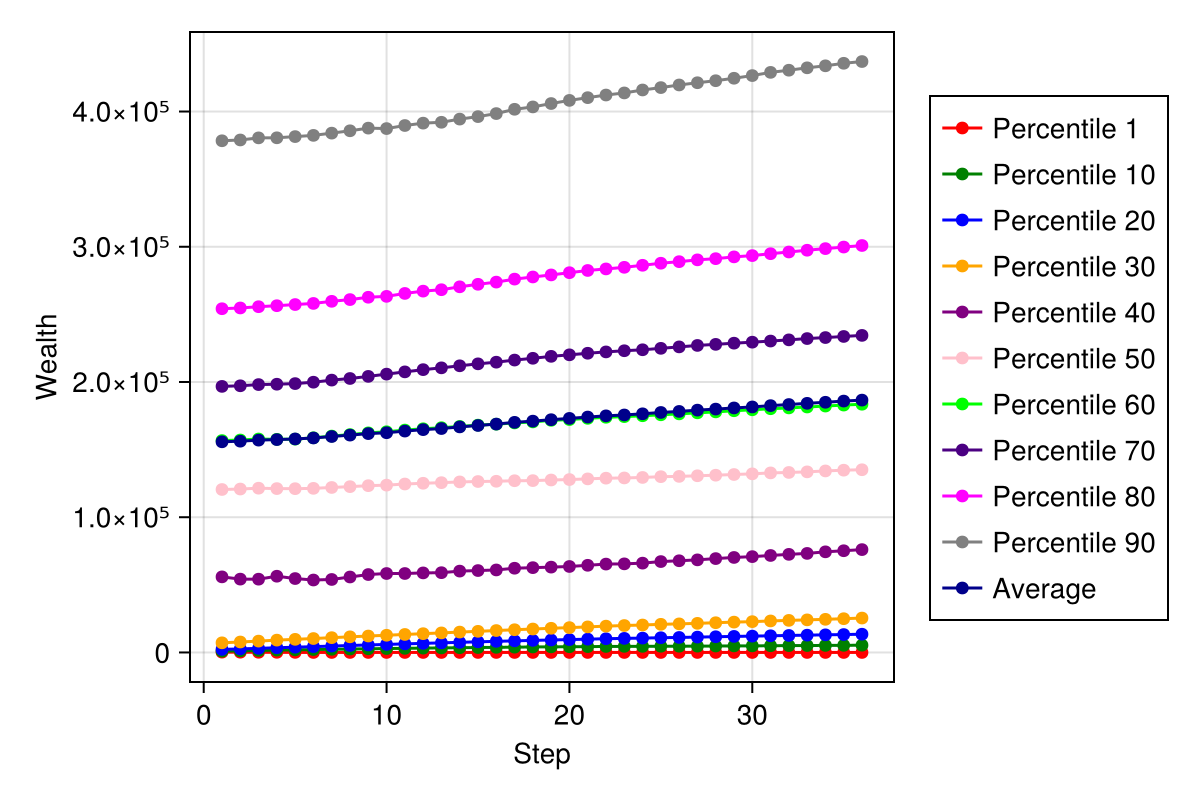 4.0×10⁵
3.0×10⁵
2.0×10⁵
1.0×10⁵
0
Wealth
0 10 20 30
Step
Percentile 1
Percentile 10
Percentile 20
Percentile 30
Percentile 40
Percentile 50
Percentile 60
Percentile 70
Percentile 80
Percentile 90
Average